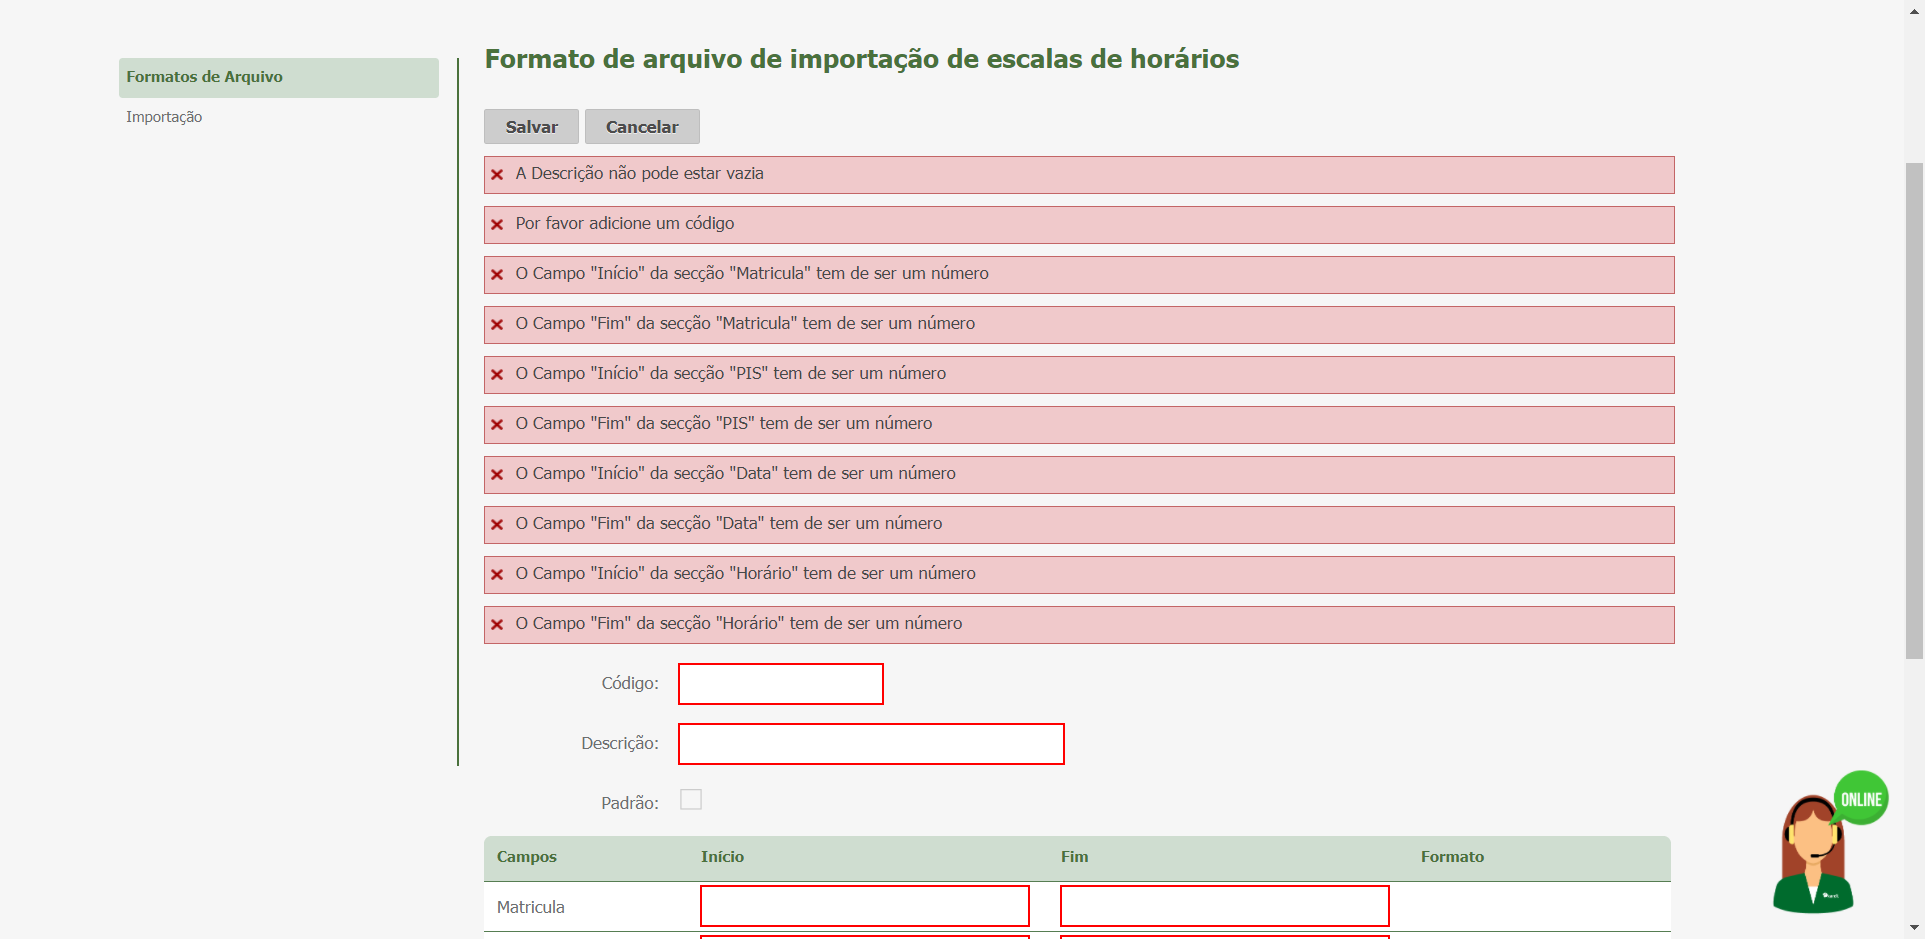 Formatos de Arquivo
Importação
Formato de arquivo de importação de escalas de horários
Salvar
Cancelar
A Descrição não pode estar vazia
Por favor adicione um código
O Campo "Início" da secção "Matricula" tem de ser um número
O Campo "Fim" da secção "Matricula" tem de ser um número
O Campo "Início" da secção "PIS" tem de ser um número
O Campo "Fim" da secção "PIS" tem de ser um número
O Campo "Início" da secção "Data" tem de ser um número
O Campo "Fim" da secção "Data" tem de ser um número
O Campo "Início" da secção "Horário" tem de ser um número
O Campo "Fim" da secção "Horário" tem de ser um número
Código:
Descrição:
Padrão:
Campos Início Fim Formato
Matricula
ONLINE